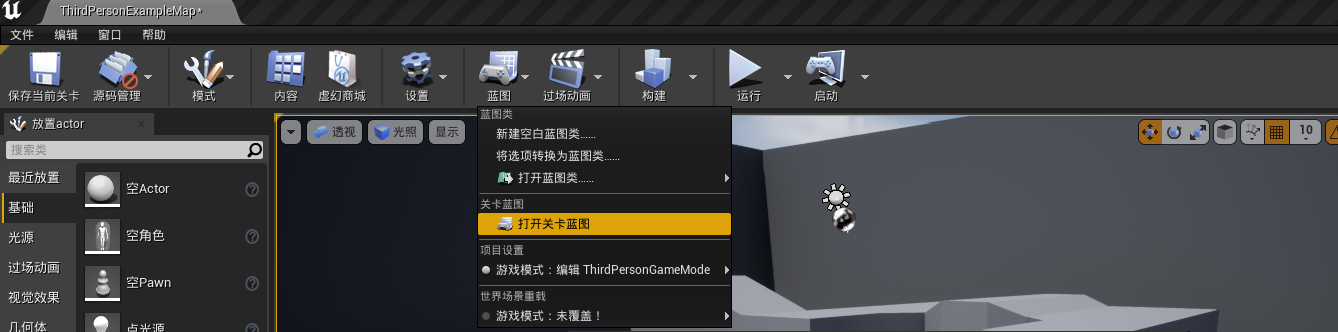 ThirdPersonExampleMap*
文件 编辑 窗口 帮助
保存当前关卡 源码管理 模式 内容 虚幻商城 设置 蓝图 过场动画 构建 运行 启动
放置actor
搜索类
最近放置
基础
光源
过场动画
视觉效果
几何体
空Actor
空角色
空Pawn
点光源
透视 光照 显示
蓝图类
新建空白蓝图类......
将选项转换为蓝图类......
打开蓝图类......
关卡蓝图
打开关卡蓝图
项目设置
游戏模式：编辑 ThirdPersonGameMode
世界场景重载
游戏模式：未覆盖！
10